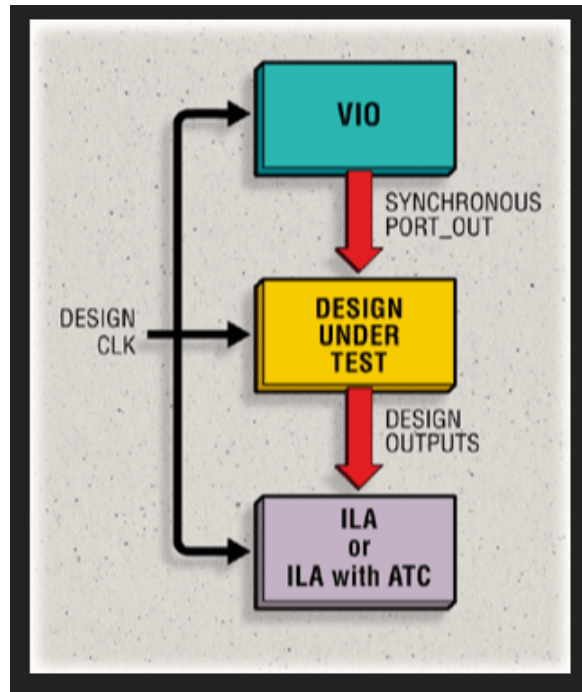 VIO
SYNCHRONOUS
PORT_OUT
DESIGN
CLK
DESIGN
UNDER
TEST
DESIGN
OUTPUTS
ILA
or
ILA with ATC